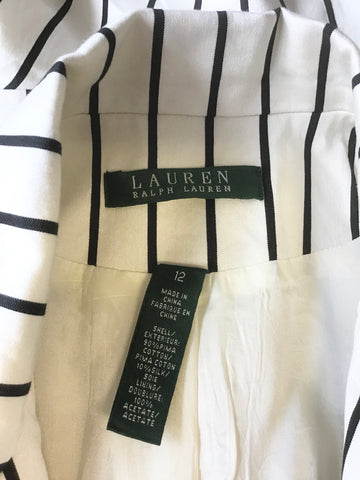 LAUREN
RALPH LAUREN
12
MADE IN
CHINA
FABRIQUE EN
CHINE
SHELL/
EXTERIEUR:
90%PIMA
COTTON/
PIMA COTON
10%SILK/
SOIE
LINING/
DOUBLURE:
100%
ACETATE/
ACETATE